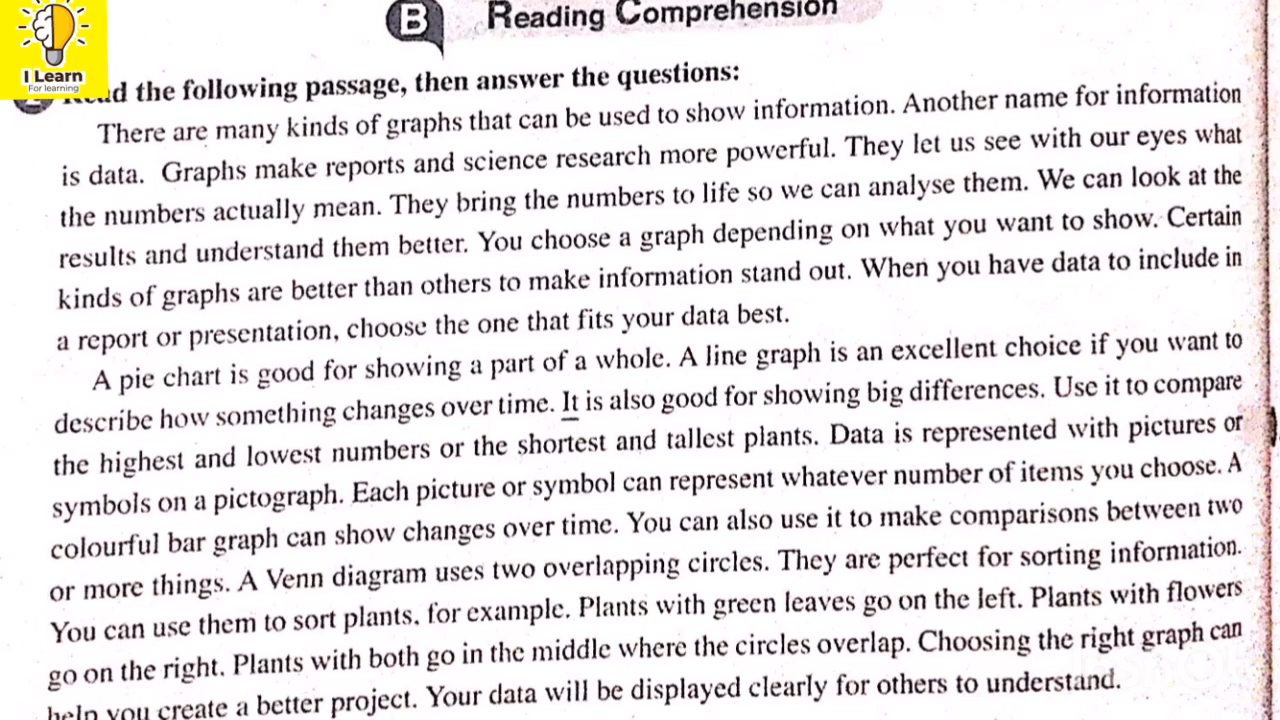 I Learn
For learning
B Reading Comprehension
Read the following passage, then answer the questions:
There are many kinds of graphs that can be used to show information. Another name for information
is data. Graphs make reports and science research more powerful. They let us see with our eyes what
the numbers actually mean. They bring the numbers to life so we can analyse them. We can look at the
results and understand them better. You choose a graph depending on what you want to show. Certain
kinds of graphs are better than others to make information stand out. When you have data to include in
a report or presentation, choose the one that fits your data best.
A pie chart is good for showing a part of a whole. A line graph is an excellent choice if you want to
describe how something changes over time. It is also good for showing big differences. Use it to compare
the highest and lowest numbers or the shortest and tallest plants. Data is represented with pictures or
symbols on a pictograph. Each picture or symbol can represent whatever number of items you choose. A
colourful bar graph can show changes over time. You can also use it to make comparisons between two
or more things. A Venn diagram uses two overlapping circles. They are perfect for sorting information.
You can use them to sort plants, for example. Plants with green leaves go on the left. Plants with flowers
go on the right. Plants with both go in the middle where the circles overlap. Choosing the right graph can
help you create a better project. Your data will be displayed clearly for others to understand.